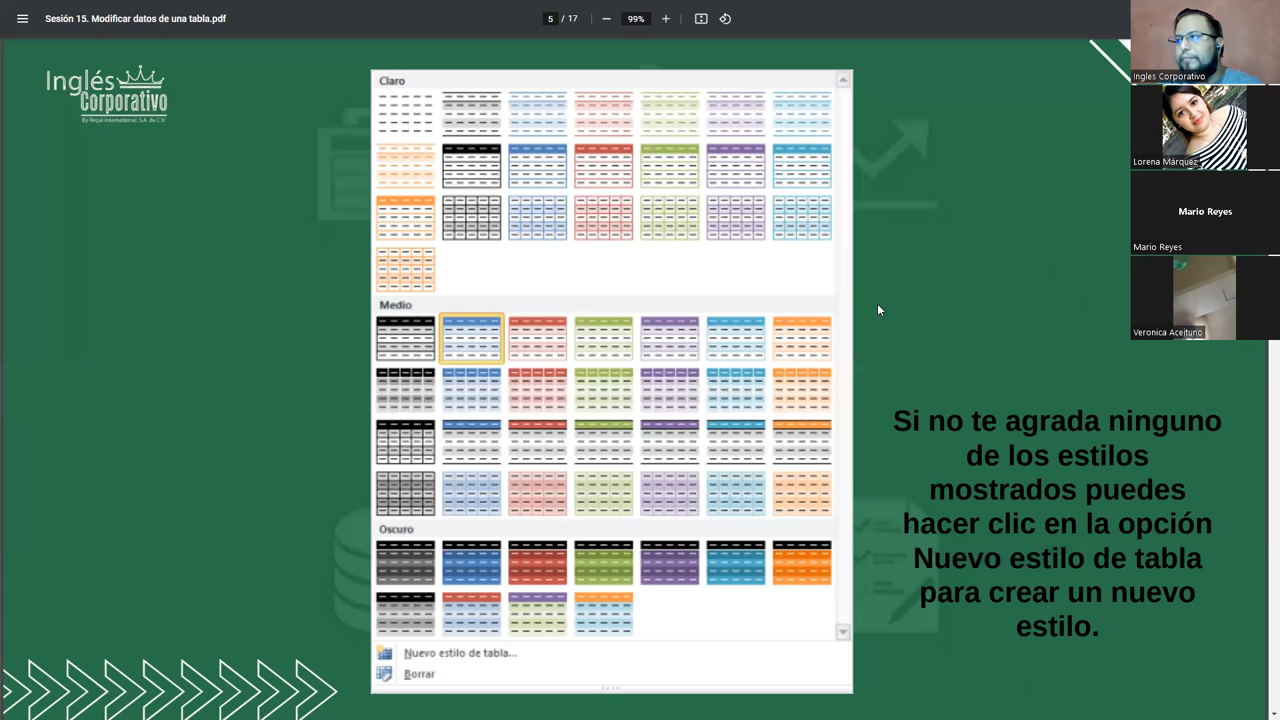 Sesión 15. Modificar datos de una tabla.pdf
5 / 17
99%
Inglés
Corporativo
By Regal International, S.A. de C.V.
Claro
Medio
Oscuro
Nuevo estilo de tabla...
Borrar
Si no te agrada ninguno
de los estilos
mostrados puedes
hacer clic en la opción
Nuevo estilo de tabla
para crear un nuevo
estilo.
Ingles Corporativo
Lorena Márquez
Mario Reyes
Mario Reyes
Veronica Aceituno